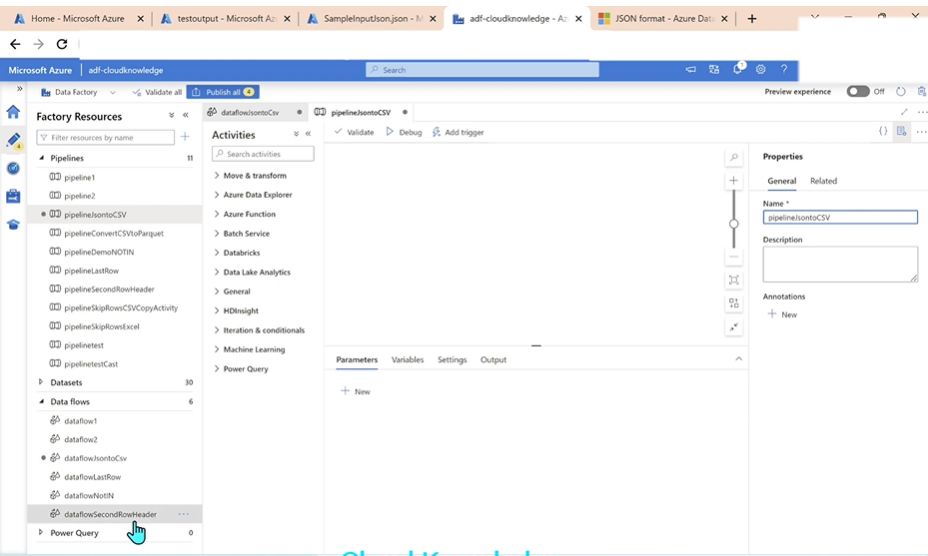 Home - Microsoft Azure
testoutput - Microsoft Az
SampleInputJson.json - M
adf-cloudknowledge - Az
JSON format - Azure Dat
Microsoft Azure
adf-cloudknowledge
Search
1
Data Factory
Validate all
Publish all 4
Preview experience
Off
4
Factory Resources
Filter resources by name
Pipelines 11
pipeline1
pipeline2
pipelineJsontoCSV
pipelineConvertCSVtoParquet
pipelineDemoNOTIN
pipelineLastRow
pipelineSecondRowHeader
pipelineSkipRowsCSVCopyActivity
pipelineSkipRowsExcel
pipelinetest
pipelinetestCast
Datasets 30
Data flows 6
dataflow1
dataflow2
dataflowJsontoCsv
dataflowLastRow
dataflowNotIN
dataflowSecondRowHeader
Power Query 0
dataflowJsontoCsv
pipelineJsontoCSV
Activities
Search activities
Move & transform
Azure Data Explorer
Azure Function
Batch Service
Databricks
Data Lake Analytics
General
HDInsight
Iteration & conditionals
Machine Learning
Power Query
Validate
Debug
Add trigger
Parameters
Variables
Settings
Output
New
Properties
General
Related
Name *
pipelineJsontoCSV
Description
Annotations
New